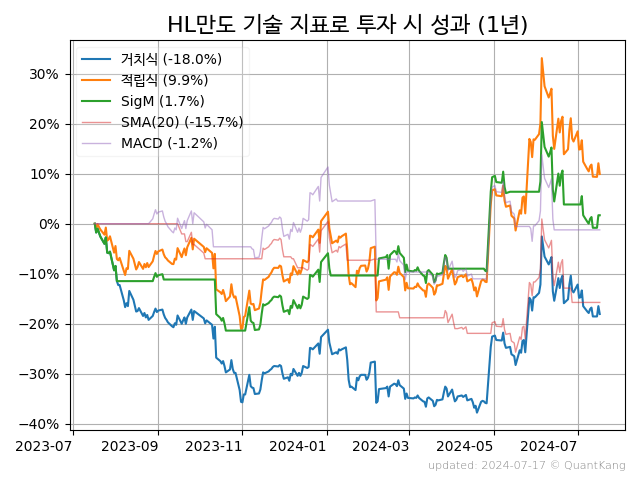 HL만도 기술 지표로 투자 시 성과 (1년)
거치식 (-18.0%)
적립식 (9.9%)
SigM (1.7%)
SMA(20) (-15.7%)
MACD (-1.2%)
30%
20%
10%
0%
−10%
−20%
−30%
−40%
2023-07 2023-09 2023-11 2024-01 2024-03 2024-05 2024-07
updated: 2024-07-17 © QuantKang